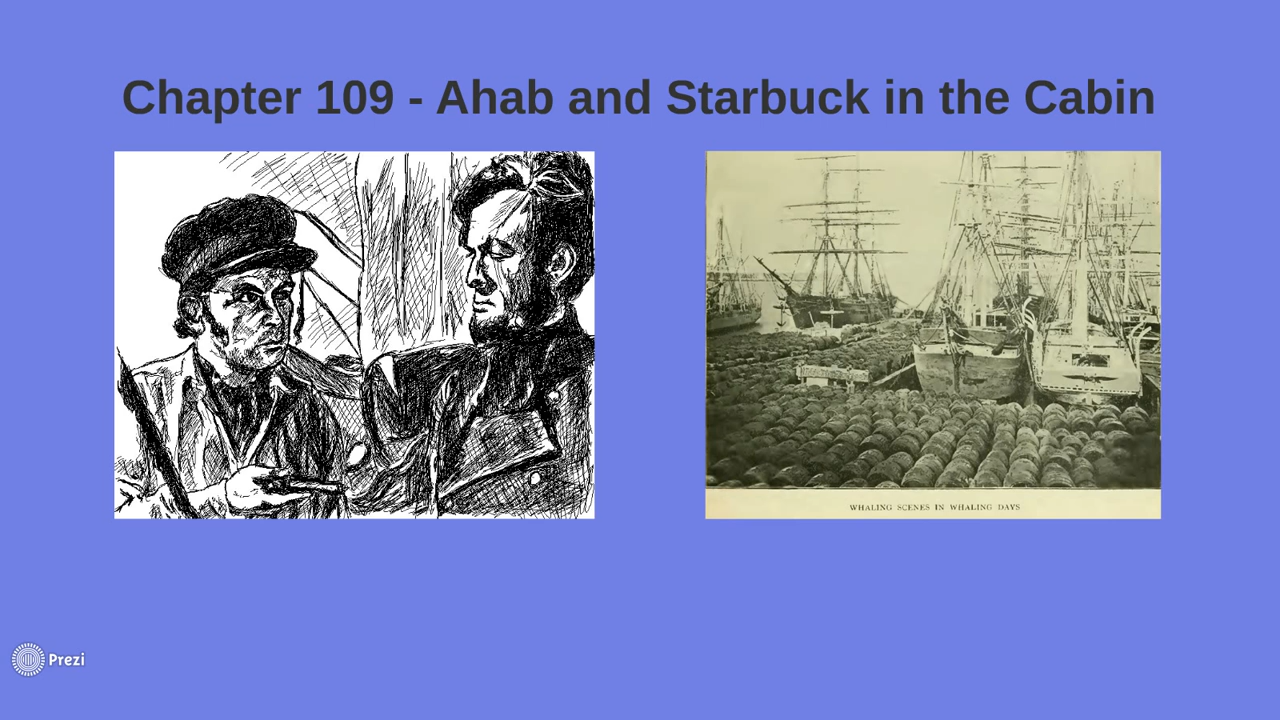 Chapter 109 - Ahab and Starbuck in the Cabin
WHALING SCENES IN WHALING DAYS
Prezi